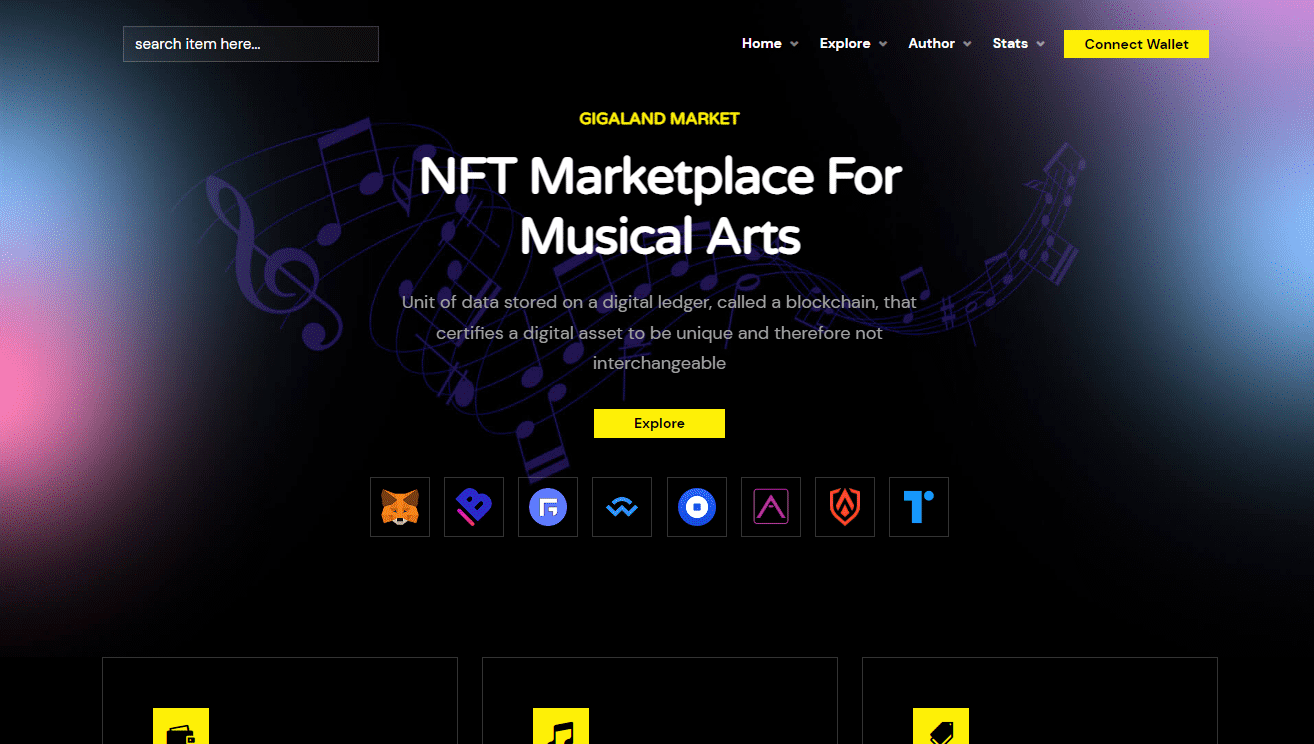 search item here...
Home Explore Author Stats Connect Wallet
GIGALAND MARKET
NFT Marketplace For
Musical Arts
Unit of data stored on a digital ledger, called a blockchain, that
certifies a digital asset to be unique and therefore not
interchangeable
Explore